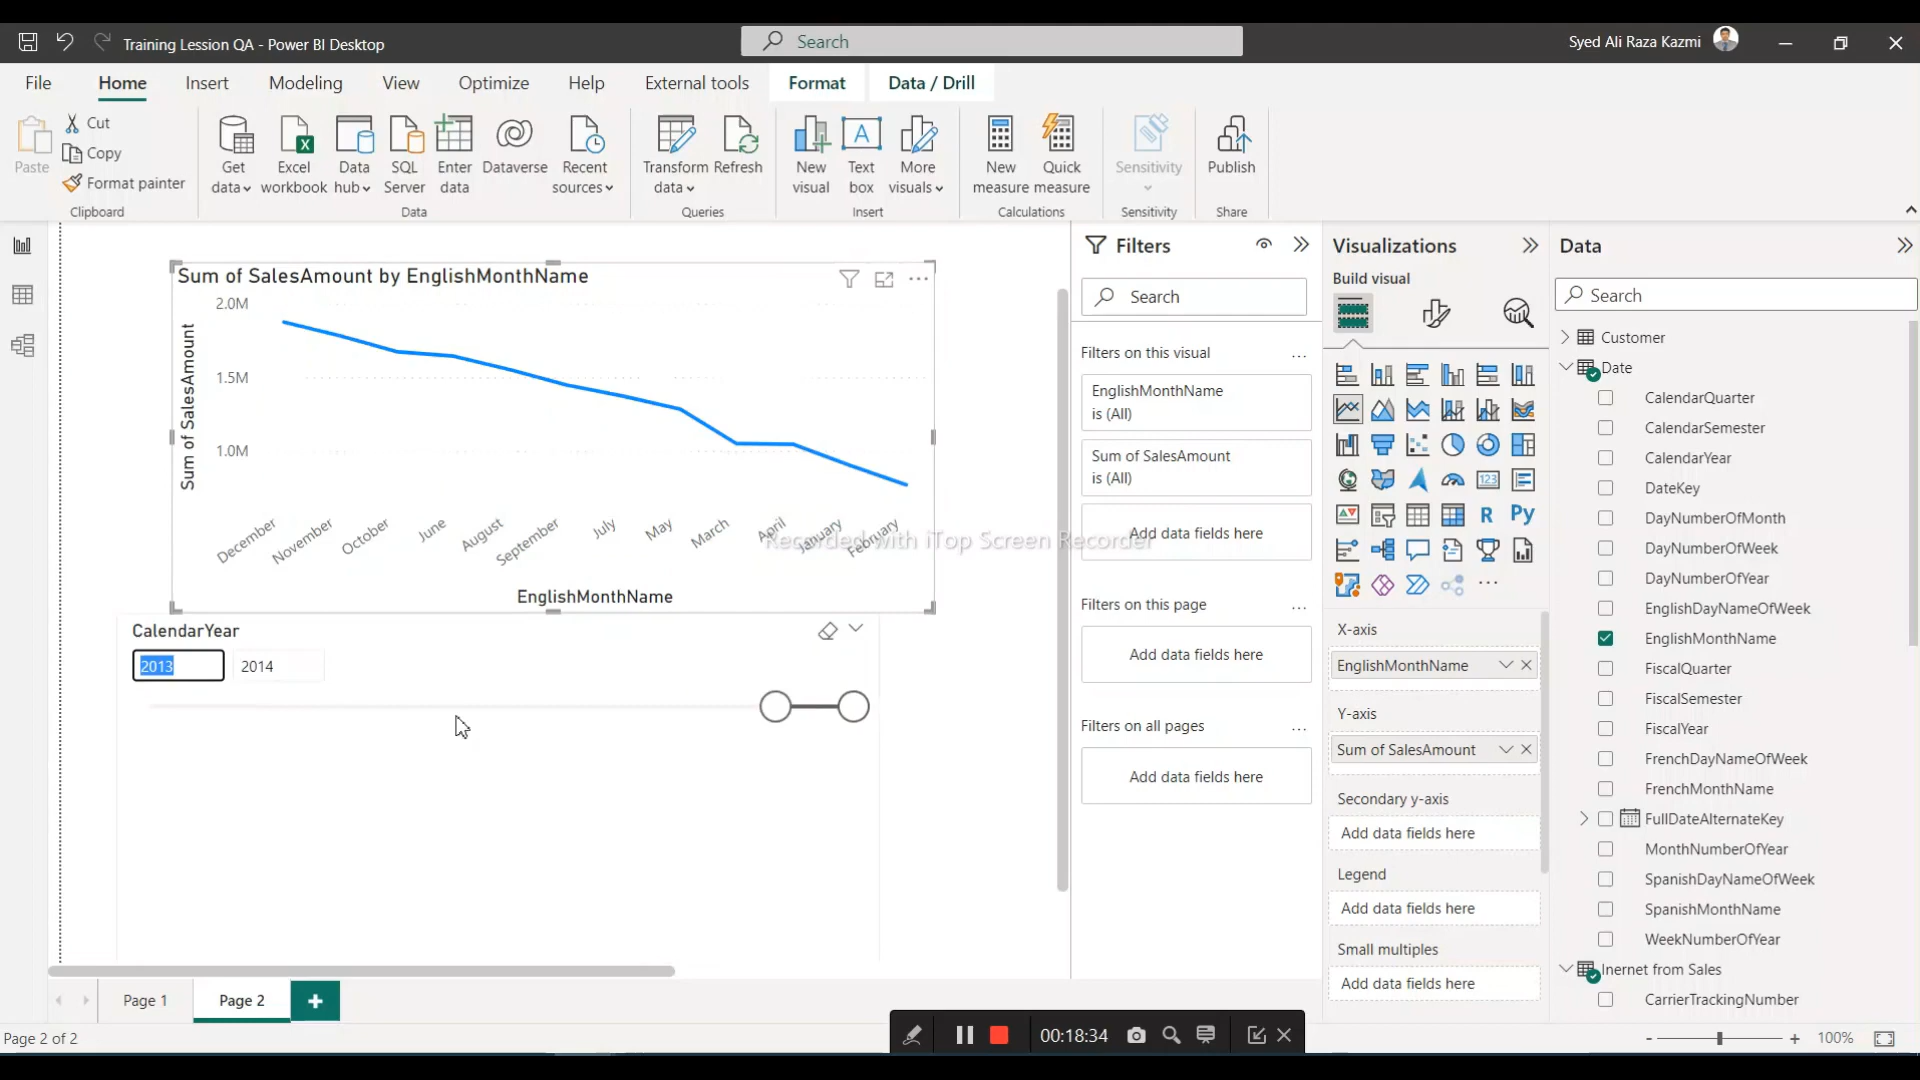 Training Lession QA - Power BI Desktop
Search
Syed Ali Raza Kazmi
File Home Insert Modeling View Optimize Help External tools Format Data / Drill
Paste
Cut
Copy
Format painter
Clipboard
Get data
Excel workbook
Data hub
SQL Server
Enter data
Dataverse
Recent sources
Data
Transform data
Refresh
Queries
New visual
Text box
More visuals
Insert
New measure
Quick measure
Calculations
Sensitivity
Sensitivity
Publish
Share
Sum of SalesAmount by EnglishMonthName
Sum of SalesAmount
2.0M
1.5M
1.0M
December November October June August September July May March April January February
EnglishMonthName
Recorded with iTop Screen Recorder
CalendarYear
2013 2014
Filters
Search
Filters on this visual
...
EnglishMonthName
is (All)
Sum of SalesAmount
is (All)
Add data fields here
Filters on this page
...
Add data fields here
Filters on all pages
...
Add data fields here
Visualizations
Build visual
123
R
Py
...
X-axis
EnglishMonthName
Y-axis
Sum of SalesAmount
Secondary y-axis
Add data fields here
Legend
Add data fields here
Small multiples
Add data fields here
Data
Search
Customer
Date
CalendarQuarter
CalendarSemester
CalendarYear
DateKey
DayNumberOfMonth
DayNumberOfWeek
DayNumberOfYear
EnglishDayNameOfWeek
EnglishMonthName
FiscalQuarter
FiscalSemester
FiscalYear
FrenchDayNameOfWeek
FrenchMonthName
FullDateAlternateKey
MonthNumberOfYear
SpanishDayNameOfWeek
SpanishMonthName
WeekNumberOfYear
Inernet from Sales
CarrierTrackingNumber
Page 1 Page 2 +
Page 2 of 2
00:18:34
- + 100%